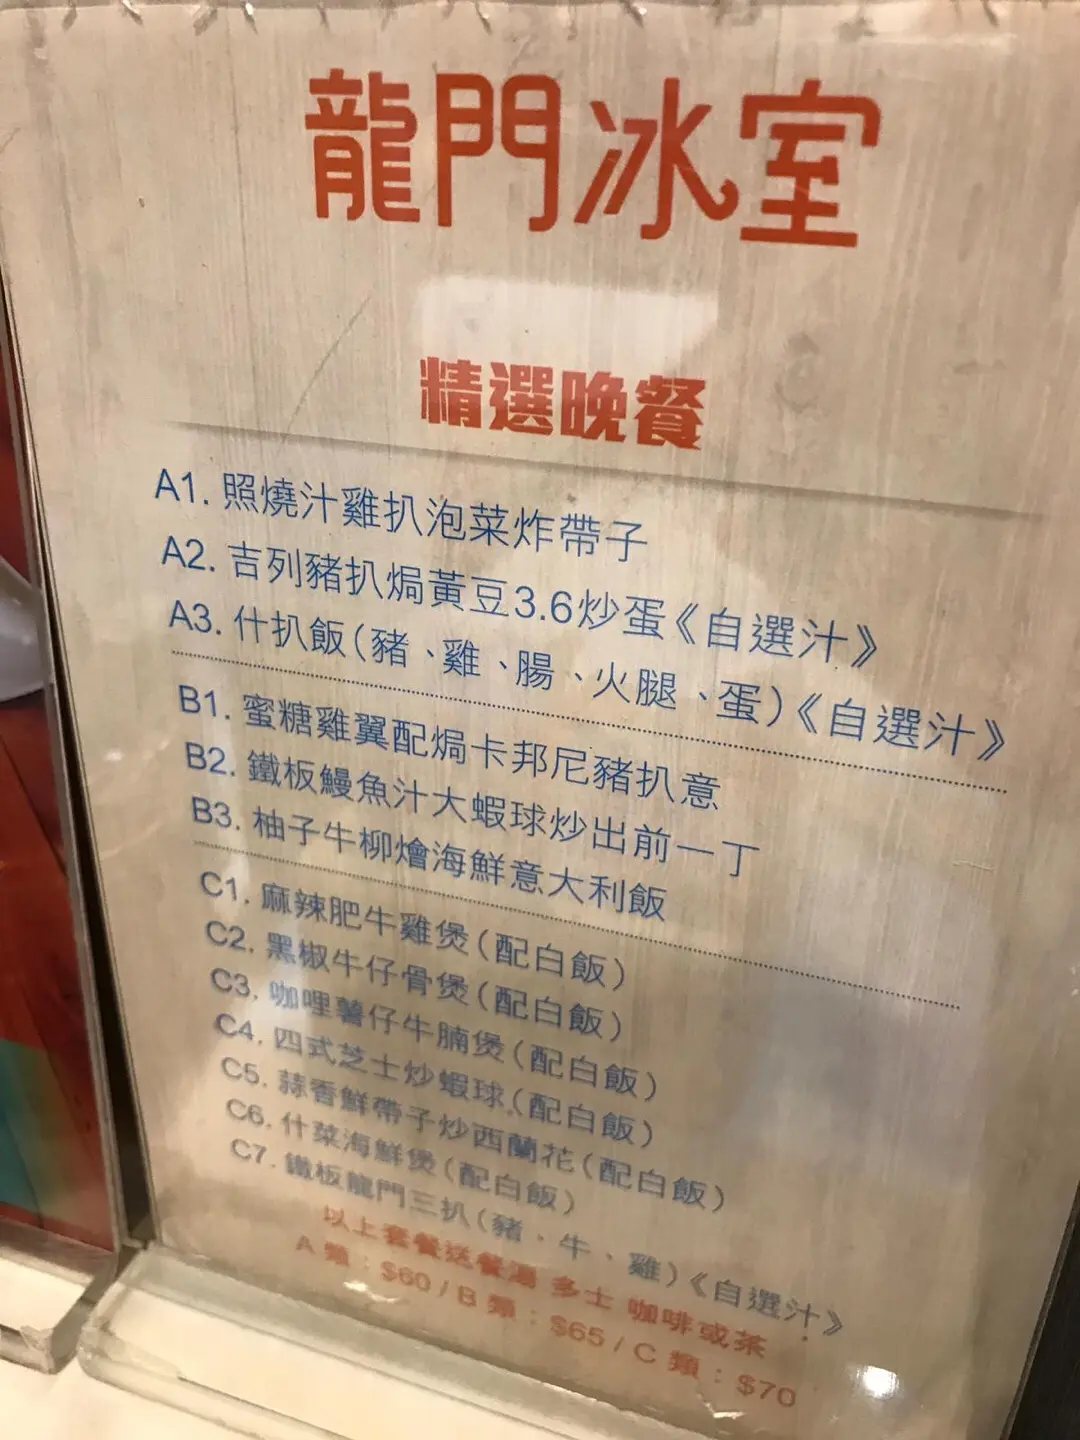 龍門冰室
精選晚餐
A1. 照燒汁雞扒泡菜炸帶子
A2. 吉列豬扒焗黃豆3.6炒蛋《自選汁》
A3. 什扒飯(豬、雞、腸、火腿、蛋)《自選汁》
B1. 蜜糖雞翼配焗卡邦尼豬扒意
B2. 鐵板鰻魚汁大蝦球炒出前一丁
B3. 柚子牛柳燴海鮮意大利飯
C1. 麻辣肥牛雞煲(配白飯)
C2. 黑椒牛仔骨煲(配白飯)
C3. 咖哩薯仔牛腩煲(配白飯)
C4. 四式芝士炒蝦球(配白飯)
C5. 蒜香鮮帶子炒西蘭花(配白飯)
C6. 什菜海鮮煲(配白飯)
C7. 鐵板龍門三扒(豬、牛、雞)《自選汁》
以上套餐送餐湯 多士 咖啡或茶
A 類：$60 / B 類：$65 / C 類：$70